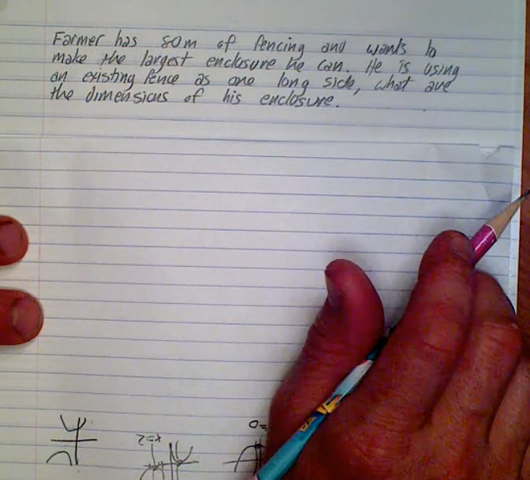 Farmer has 80m of fencing and wants to
make the largest enclosure he can. He is using
an existing fence as one long side, what are
the dimensions of his enclosure.
x=2